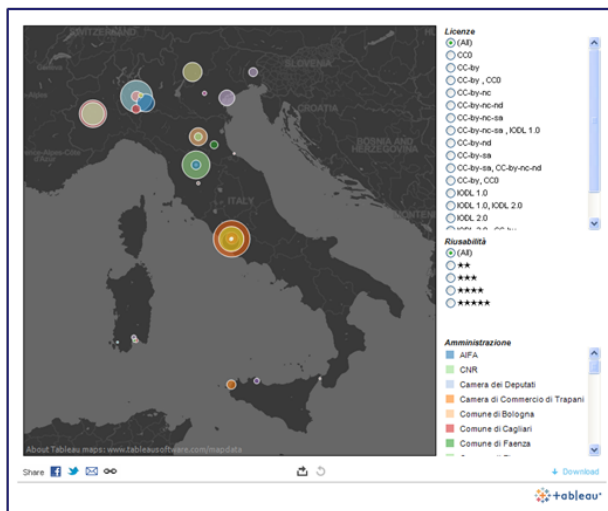 SWITZERLAND
SLOVENIA
CROATIA
BOSNIA AND
HERZEGOVINA
ITALY
About Tableau maps: www.tableausoftware.com/mapdata
Licenze
(All)
CC0
CC-by
CC-by , CC0
CC-by-nc
CC-by-nc-nd
CC-by-nc-sa
CC-by-nc-sa , IODL 1.0
CC-by-nd
CC-by-sa
CC-by-sa, CC-by-nc-nd
CC-by, CC0
IODL 1.0
IODL 1.0, IODL 2.0
IODL 2.0
Riusabilità
(All)
★★
★★★
★★★★
★★★★★
Amministrazione
AIFA
CNR
Camera dei Deputati
Camera di Commercio di Trapani
Comune di Bologna
Comune di Cagliari
Comune di Faenza
Share
Download
+ableau